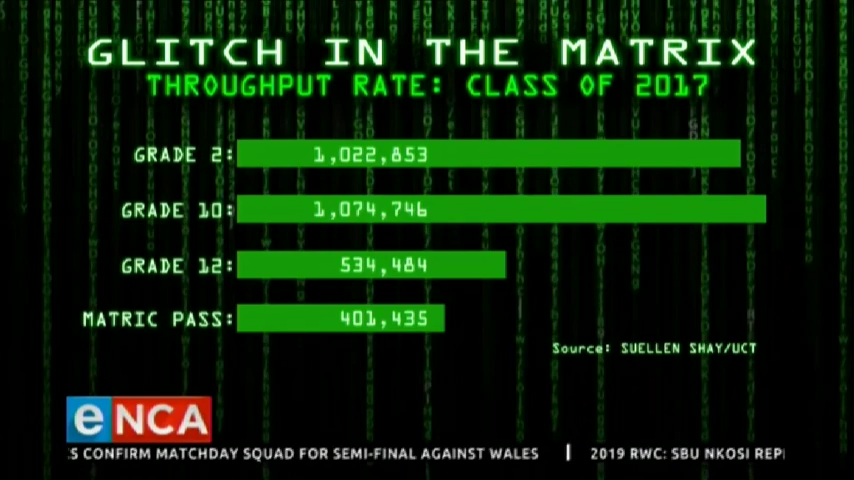 GLITCH IN THE MATRIX
THROUGHPUT RATE: CLASS OF 2017
GRADE 2: 1,022,853
GRADE 10: 1,074,746
GRADE 12: 534,484
MATRIC PASS: 401,435
Source: SUELLEN SHAY/UCT
eNCA
CONFIRM MATCHDAY SQUAD FOR SEMI-FINAL AGAINST WALES | 2019 RWC: SBU NKOSI